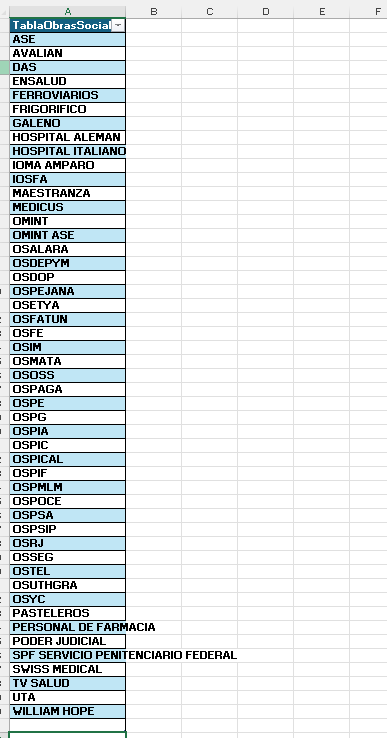 A B C D E F
TablaObrasSocial
ASE
AVALIAN
DAS
ENSALUD
FERROVIARIOS
FRIGORIFICO
GALENO
HOSPITAL ALEMAN
HOSPITAL ITALIANO
IOMA AMPARO
IOSFA
MAESTRANZA
MEDICUS
OMINT
OMINT ASE
OSALARA
OSDEPYM
OSDOP
OSPEJANA
OSETYA
OSFATUN
OSFE
OSIM
OSMATA
OSOSS
OSPAGA
OSPE
OSPG
OSPIA
OSPIC
OSPICAL
OSPIF
OSPMLM
OSPOCE
OSPSA
OSPSIP
OSRJ
OSSEG
OSTEL
OSUTHGRA
OSYC
PASTELEROS
PERSONAL DE FARMACIA
PODER JUDICIAL
SPF SERVICIO PENITENCIARIO FEDERAL
SWISS MEDICAL
TV SALUD
UTA
WILLIAM HOPE